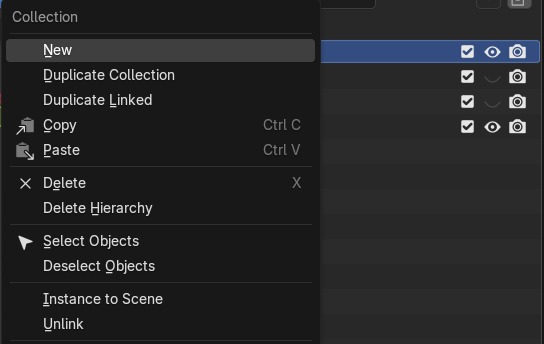 Collection
New
Duplicate Collection
Duplicate Linked
Copy Ctrl C
Paste Ctrl V
Delete X
Delete Hierarchy
Select Objects
Deselect Objects
Instance to Scene
Unlink